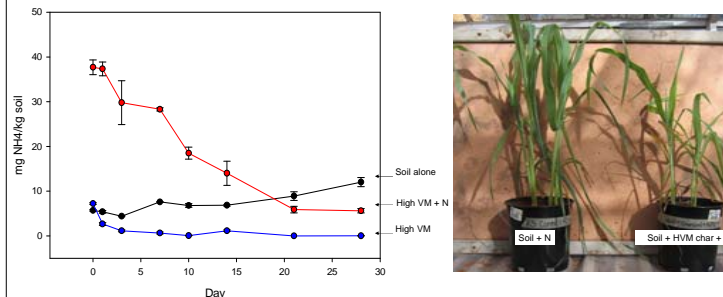 50
40
30
20
10
0
mg NH4/kg soil
0 5 10 15 20 25 30
Day
Soil alone
High VM + N
High VM
Soil + N
Soil + HVM char +